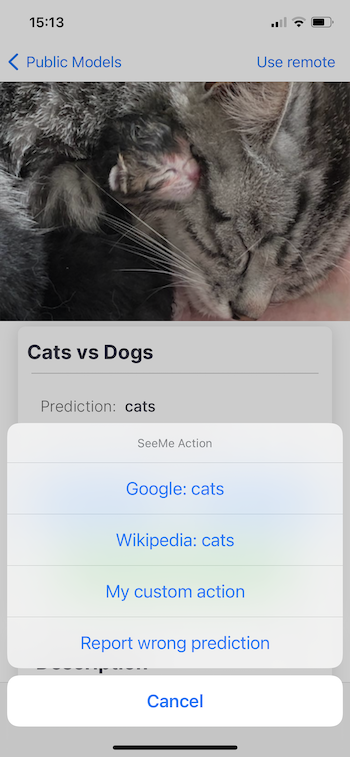 15:13
Public Models
Use remote
Cats vs Dogs
Prediction: cats
SeeMe Action
Google: cats
Wikipedia: cats
My custom action
Report wrong prediction
Description
Cancel